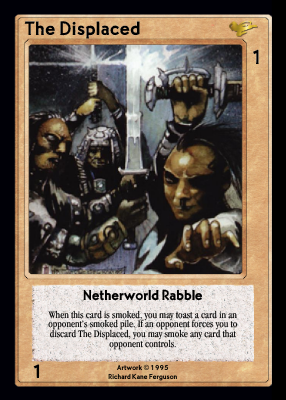 The Displaced
1
Netherworld Rabble
When this card is smoked, you may toast a card in an
opponent's smoked pile. If an opponent forces you to
discard The Displaced, you may smoke any card that
opponent controls.
Artwork © 1995
1
Richard Kane Ferguson